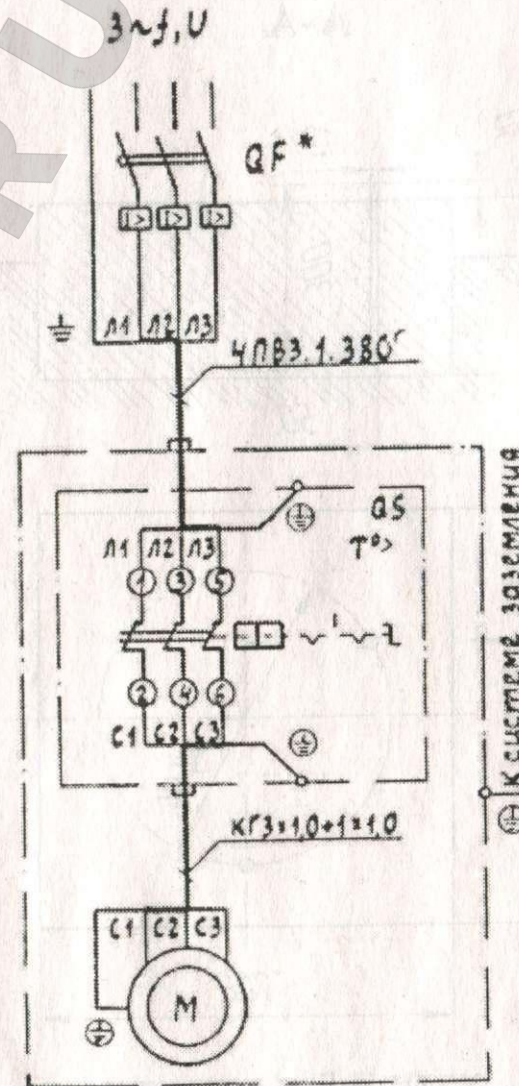 3~f, U
QF *
I> I> I>
Л1 Л2 Л3
4ПВ3.1.380Г
QS
Л1 Л2 Л3
T°>
1 3 5
2 4 6
С1 С2 С3
К системе заземления
КГ3×1,0+1×1,0
С1 С2 С3
М